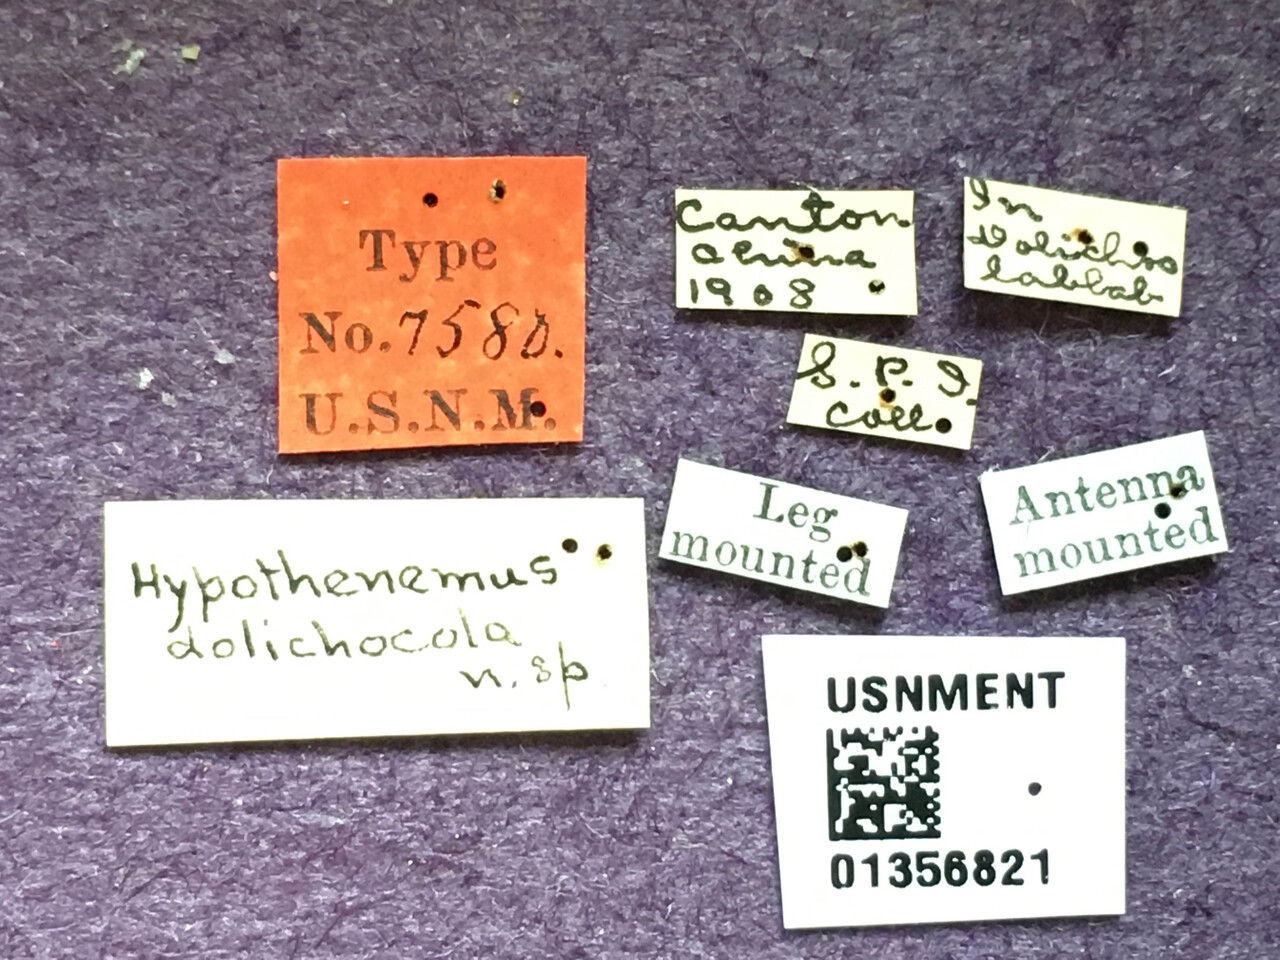 Type
No. 7580.
U.S.N.M.
Canton
China
1908
In
Dolichos
lablab
S. P. I.
Coll.
Leg
mounted
Antenna
mounted
Hypothenemus
dolichocola
n. sp.
USNMENT
01356821